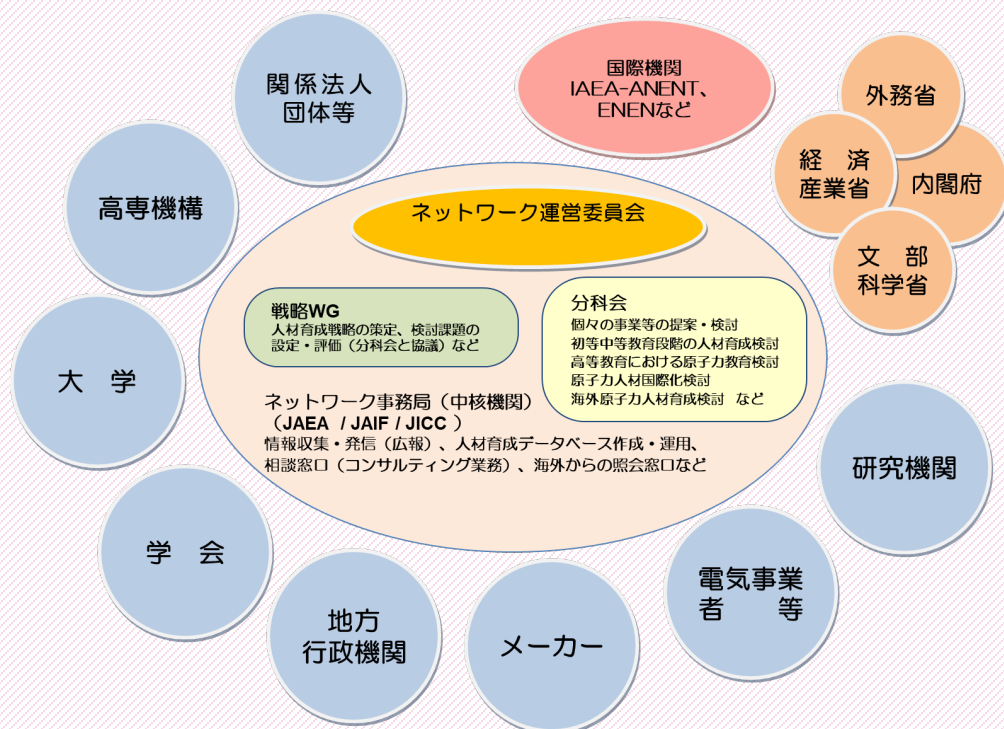 関係法人
団体等
国際機関
IAEA-ANENT、
ENENなど
外務省
経　済
産業省
内閣府
文　部
科学省
高専機構
ネットワーク運営委員会
戦略WG
人材育成戦略の策定、検討課題の
設定・評価（分科会と協議）など
分科会
個々の事業等の提案・検討
初等中等教育段階の人材育成検討
高等教育における原子力教育検討
原子力人材国際化検討
海外原子力人材育成検討　など
大　学
ネットワーク事務局（中核機関）
（JAEA / JAIF / JICC ）
情報収集・発信（広報）、人材育成データベース作成・運用、
相談窓口（コンサルティング業務）、海外からの照会窓口など
研究機関
学　会
電気事業
者　　等
地方
行政機関
メーカー